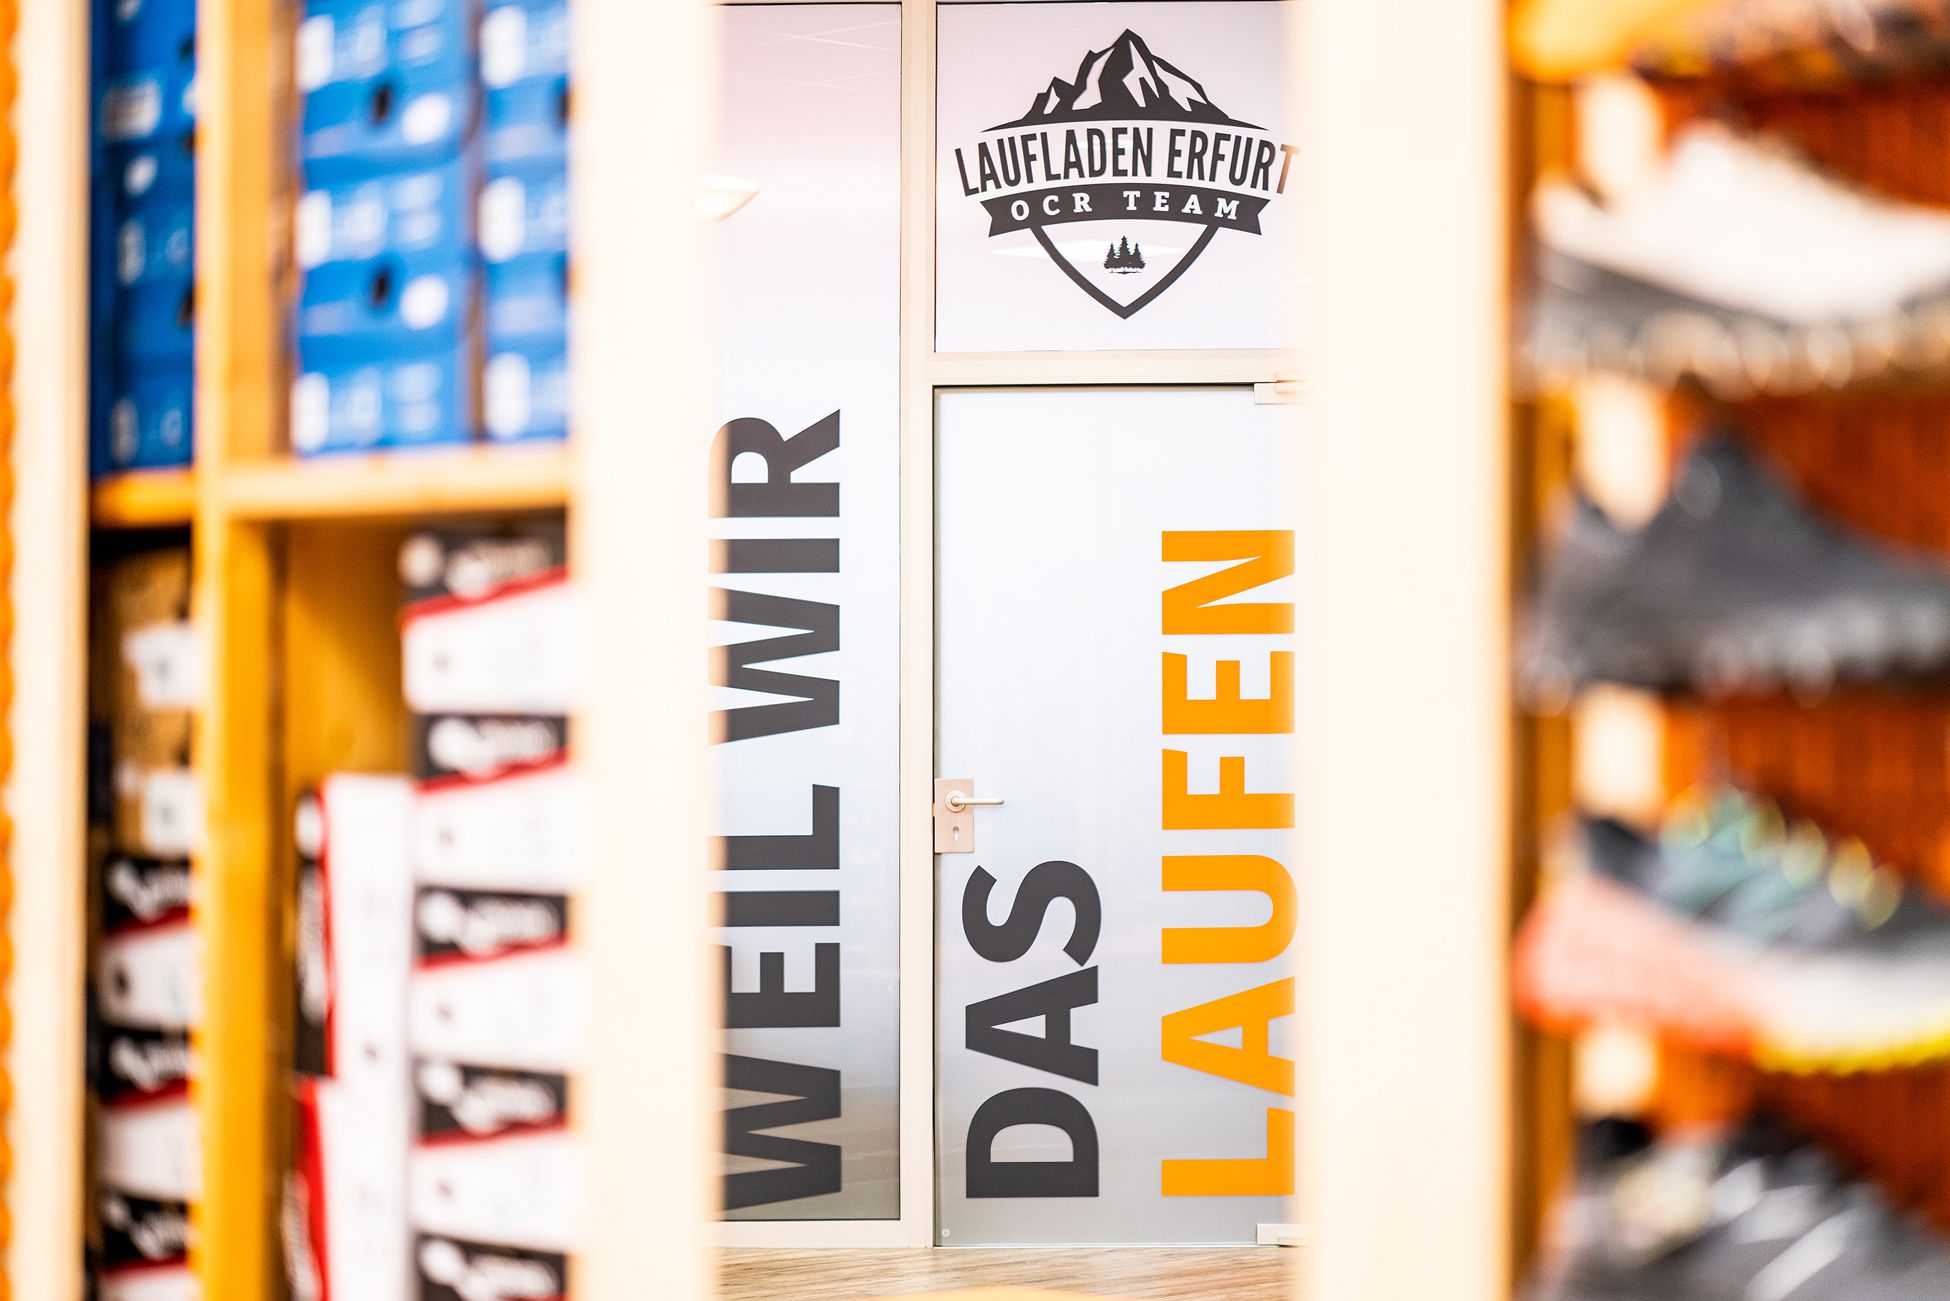 LAUFLADEN ERFURT
OCR TEAM
WEIL WIR
DAS
LAUFEN